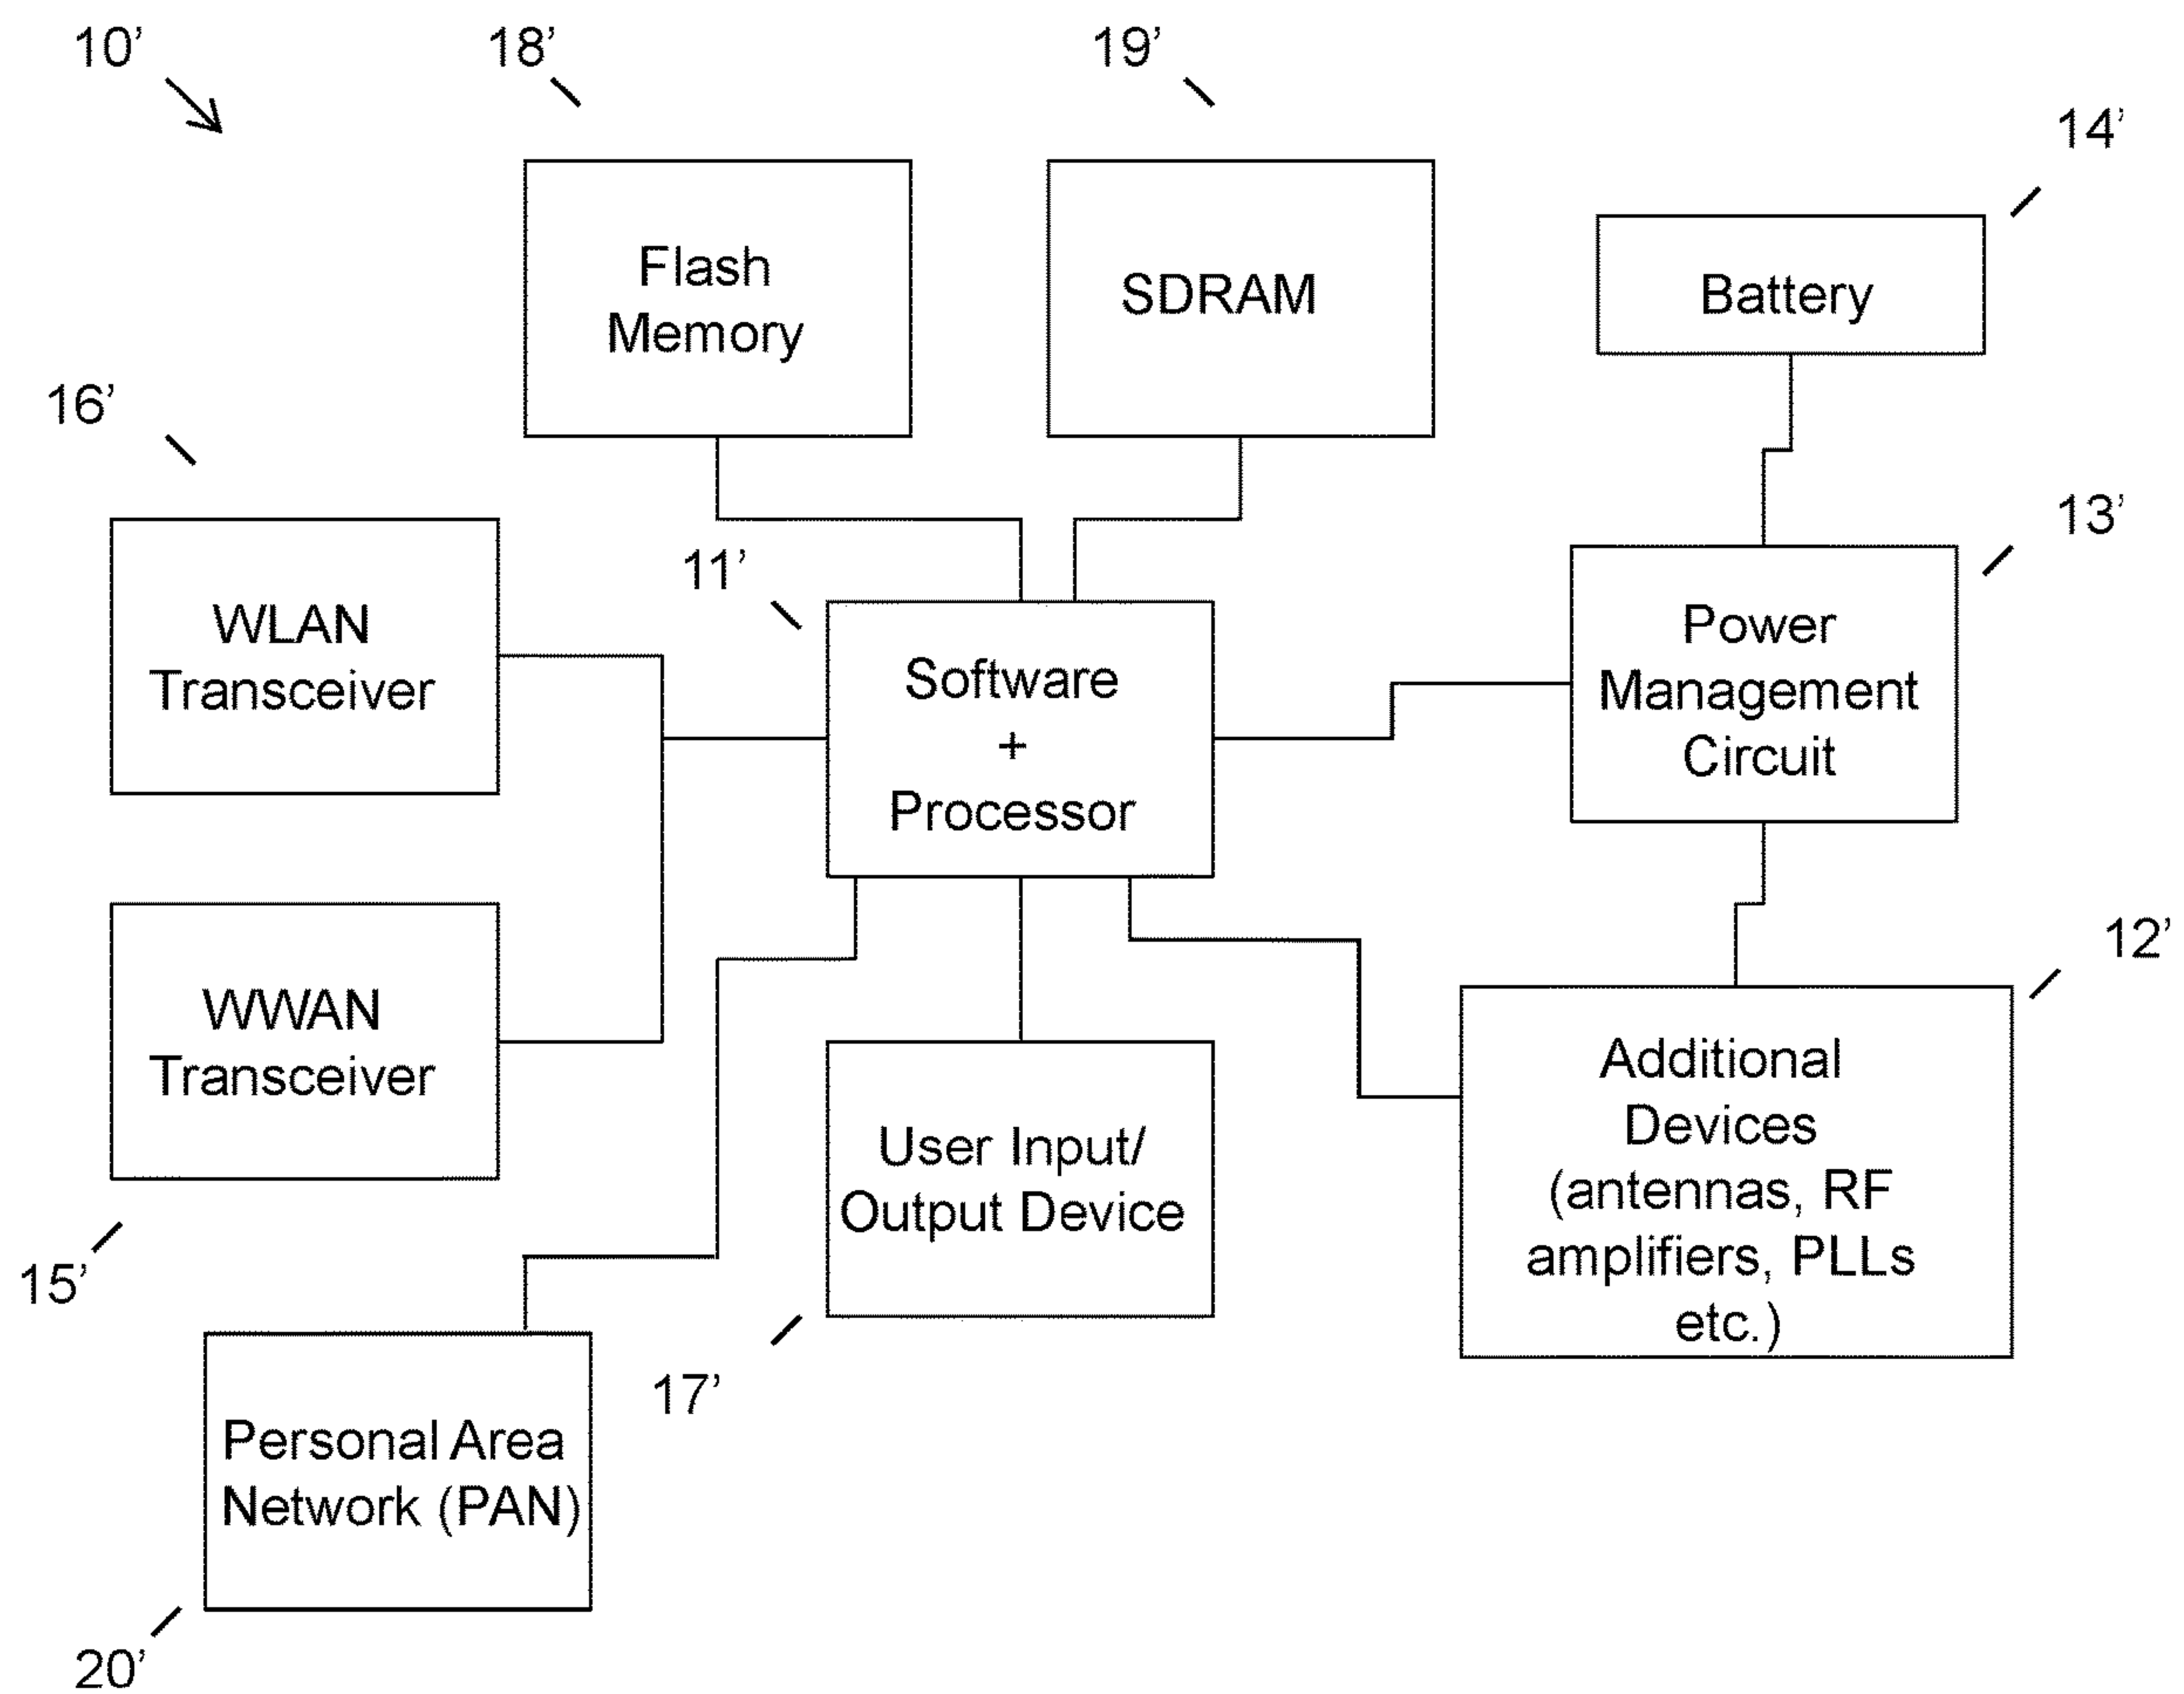 10’
18’
19’
14’
Flash
Memory
SDRAM
Battery
16’
13’
11’
WLAN
Transceiver
Software
+
Processor
Power
Management
Circuit
12’
WWAN
Transceiver
User Input/
Output Device
Additional
Devices
(antennas, RF
amplifiers, PLLs
etc.)
15’
17’
Personal Area
Network (PAN)
20’